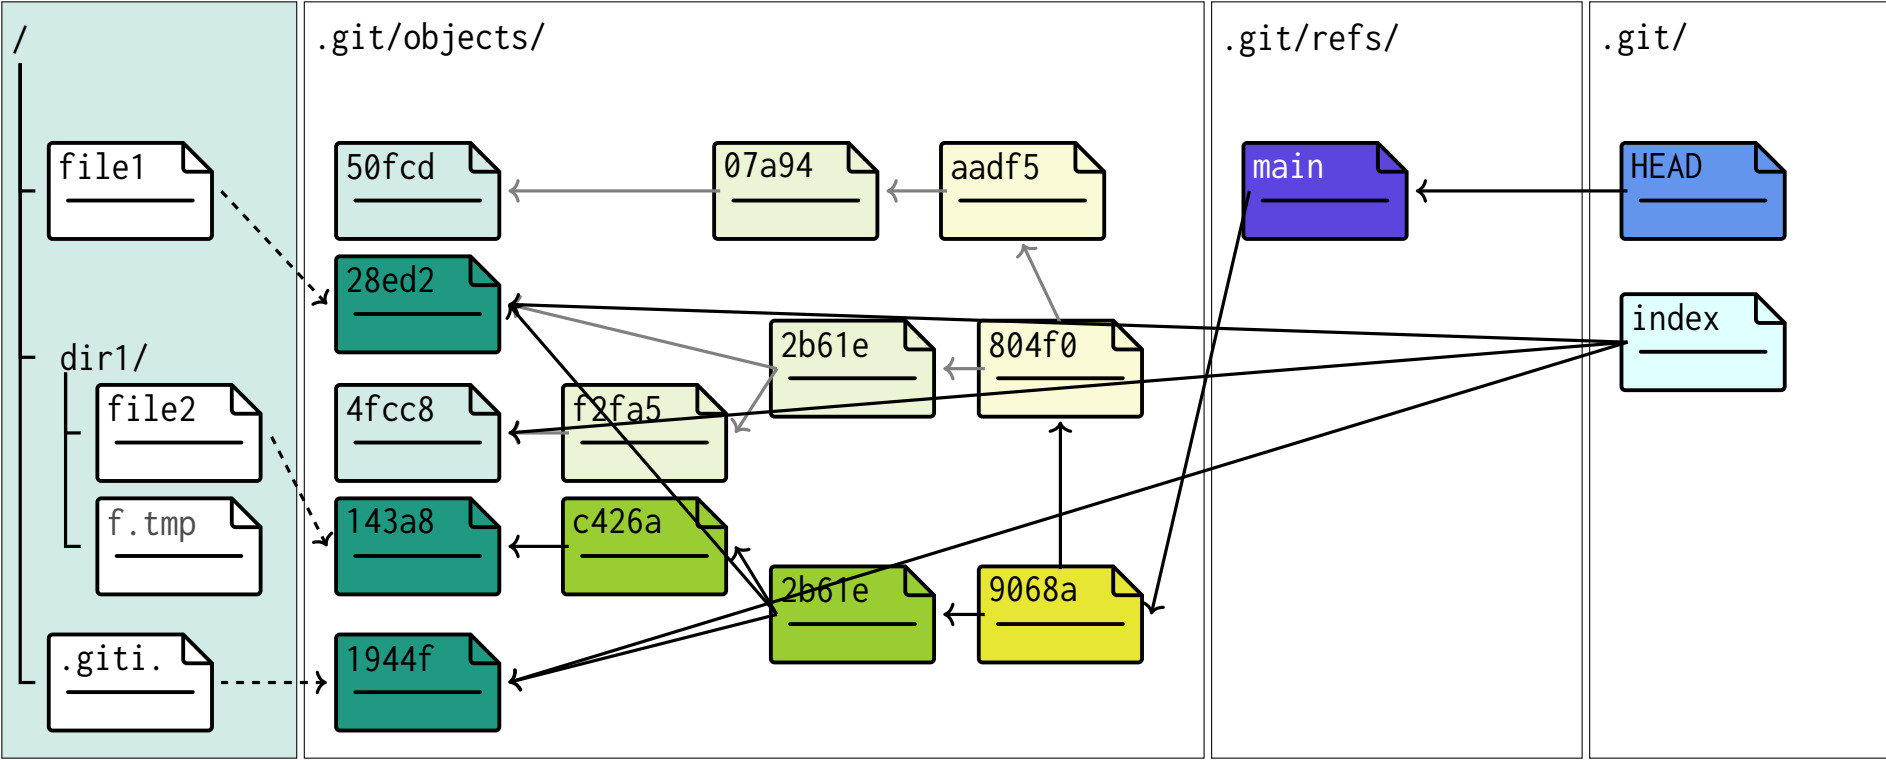 /
.git/objects/
.git/refs/
.git/
file1
50fcd
07a94
aadf5
main
HEAD
28ed2
index
dir1/
2b61e
804f0
file2
4fcc8
f2fa5
f.tmp
143a8
c426a
2b61e
9068a
.giti.
1944f